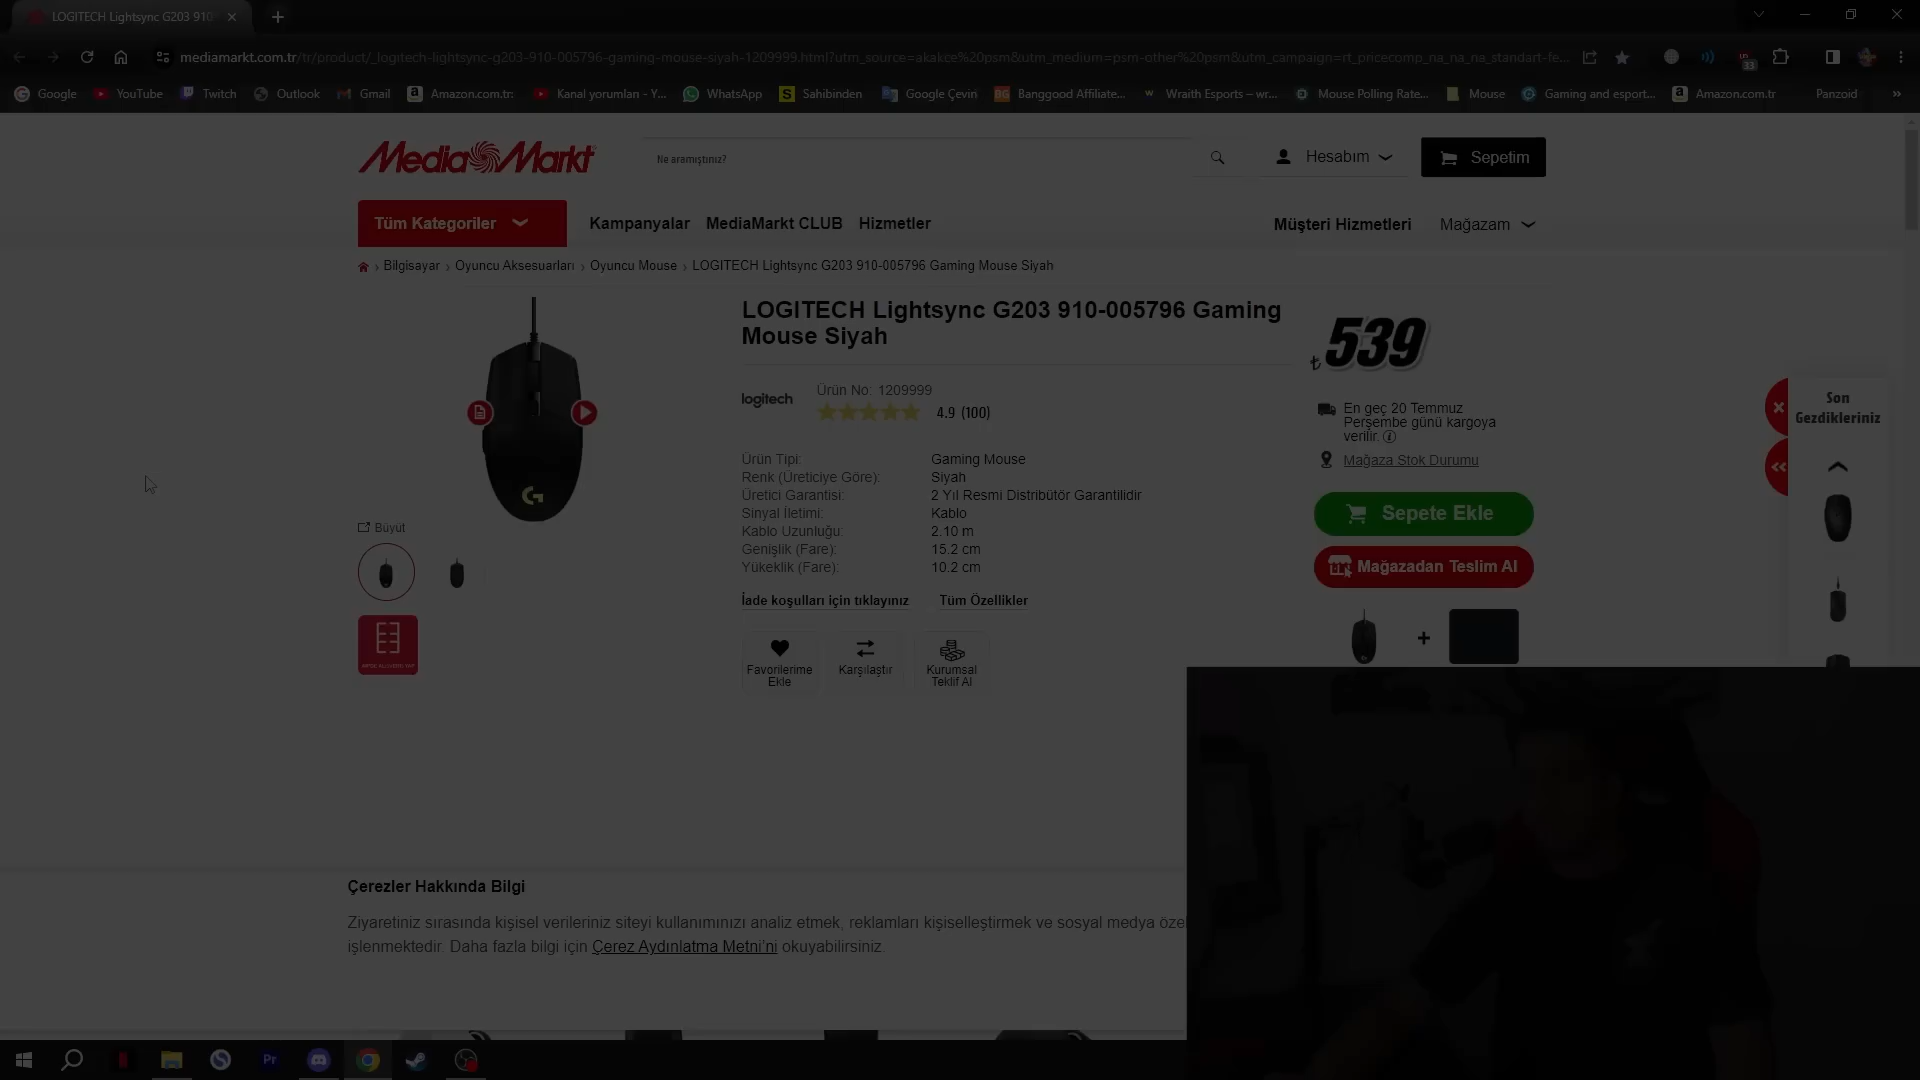 LOGITECH Lightsync G203 910
mediamarkt.com.tr/tr/product/_logitech-lightsync-g203-910-005796-gaming-mouse-siyah-1209999.html?utm_source=akakce%20psm&utm_medium=psm-other%20psm&utm_campaign=rt_pricecomp_na_na_na_standart-fe...
Google YouTube Twitch Outlook Gmail Amazon.com.tr: Kanal yorumları - Y... WhatsApp Sahibinden Google Çeviri Banggood Affiliate... Wraith Esports – wr... Mouse Polling Rate... Mouse Gaming and esport... Amazon.com.tr Panzoid »
Media Markt
Ne aramıştınız?
Hesabım
Sepetim
Tüm Kategoriler
Kampanyalar MediaMarkt CLUB Hizmetler
Müşteri Hizmetleri Mağazam
Bilgisayar › Oyuncu Aksesuarları › Oyuncu Mouse › LOGITECH Lightsync G203 910-005796 Gaming Mouse Siyah
LOGITECH Lightsync G203 910-005796 Gaming
Mouse Siyah
₺539
logitech
Ürün No: 1209999
4.9 (100)
Ürün Tipi: Gaming Mouse
Renk (Üreticiye Göre): Siyah
Üretici Garantisi: 2 Yıl Resmi Distribütör Garantilidir
Sinyal İletimi: Kablo
Kablo Uzunluğu: 2.10 m
Genişlik (Fare): 15.2 cm
Yükeklik (Fare): 10.2 cm
İade koşulları için tıklayınız Tüm Özellikler
Favorilerime
Ekle
Karşılaştır
Kurumsal
Teklif Al
Büyüt
En geç 20 Temmuz
Perşembe günü kargoya
verilir.
Mağaza Stok Durumu
Sepete Ekle
Mağazadan Teslim Al
+
Son
Gezdikleriniz
Çerezler Hakkında Bilgi
Ziyaretiniz sırasında kişisel verileriniz siteyi kullanımınızı analiz etmek, reklamları kişiselleştirmek ve sosyal medya öze
işlenmektedir. Daha fazla bilgi için Çerez Aydınlatma Metni'ni okuyabilirsiniz.
Pr